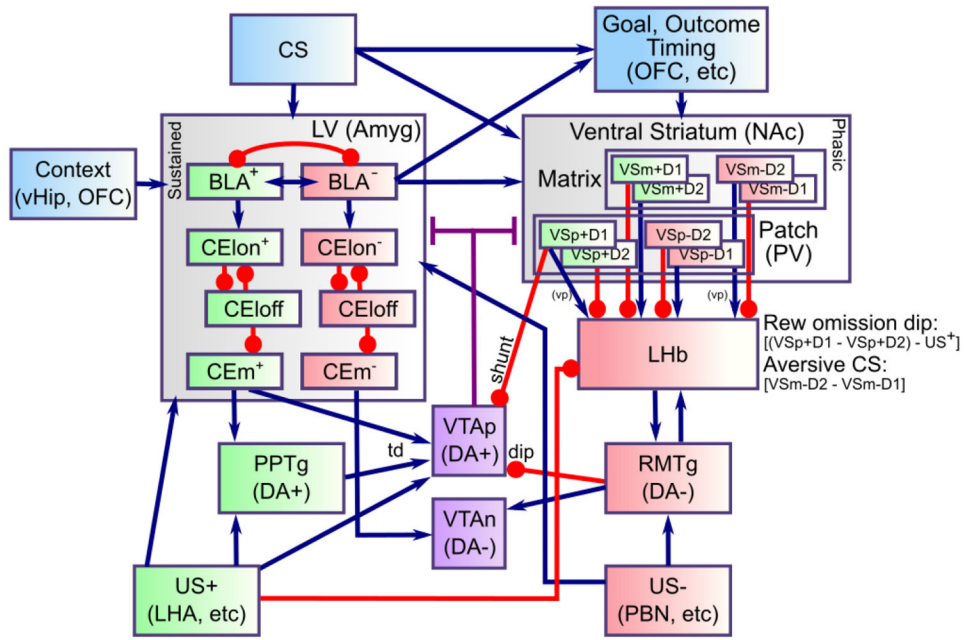 CS
Goal, Outcome
Timing
(OFC, etc)
Context
(vHip, OFC)
Sustained
LV (Amyg)
BLA⁺
BLA⁻
CElon⁺
CElon⁻
CEloff
CEloff
CEm⁺
CEm⁻
Ventral Striatum (NAc)
Phasic
Matrix
VSm+D1
VSm+D2
VSm-D2
VSm-D1
Patch
(PV)
VSp+D1
VSp+D2
VSp-D2
VSp-D1
(vp)
(vp)
LHb
Rew omission dip:
[(VSp+D1 - VSp+D2) - US⁺]
Aversive CS:
[VSm-D2 - VSm-D1]
shunt
VTAp
(DA+)
td
dip
PPTg
(DA+)
RMTg
(DA-)
VTAn
(DA-)
US+
(LHA, etc)
US-
(PBN, etc)